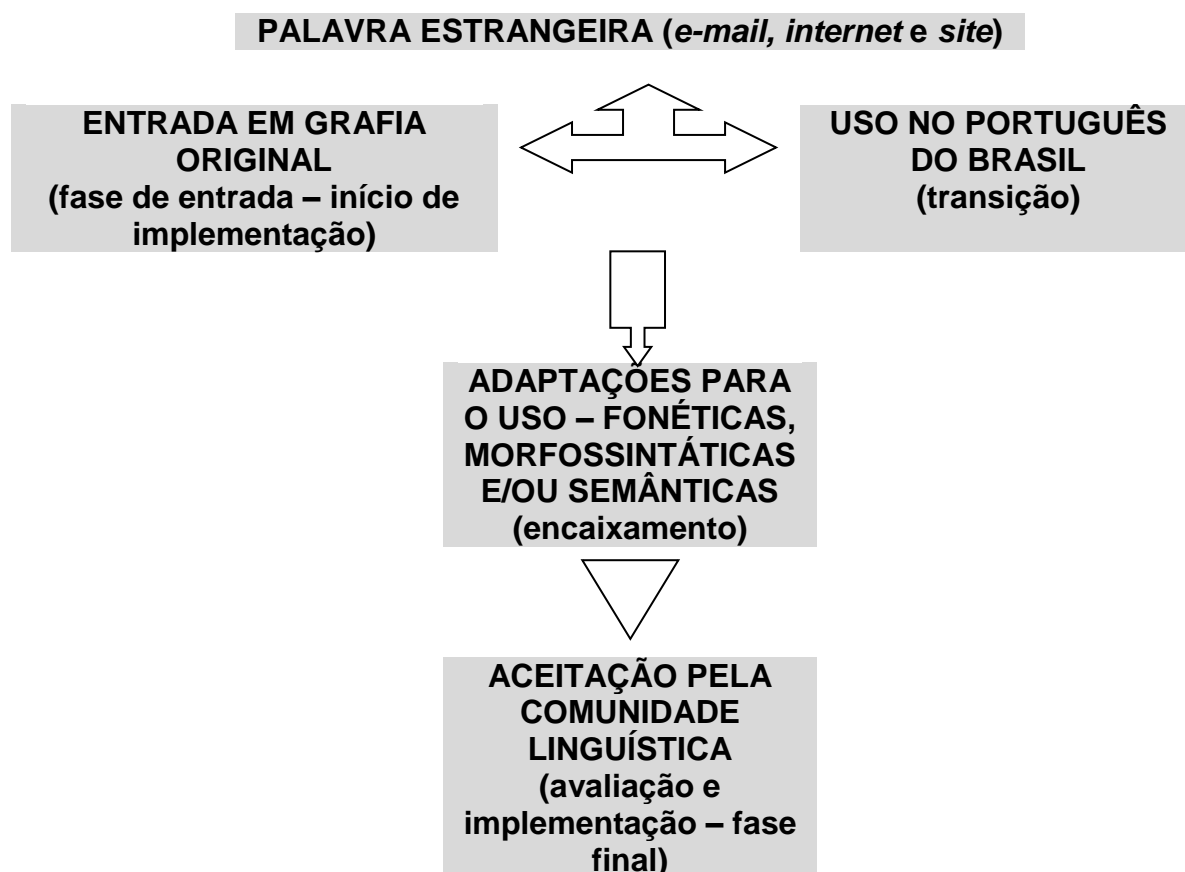 PALAVRA ESTRANGEIRA (e-mail, internet e site)
ENTRADA EM GRAFIA
ORIGINAL
(fase de entrada – início de
implementação)
USO NO PORTUGUÊS
DO BRASIL
(transição)
ADAPTAÇÕES PARA
O USO – FONÉTICAS,
MORFOSSINTÁTICAS
E/OU SEMÂNTICAS
(encaixamento)
ACEITAÇÃO PELA
COMUNIDADE
LINGUÍSTICA
(avaliação e
implementação – fase
final)